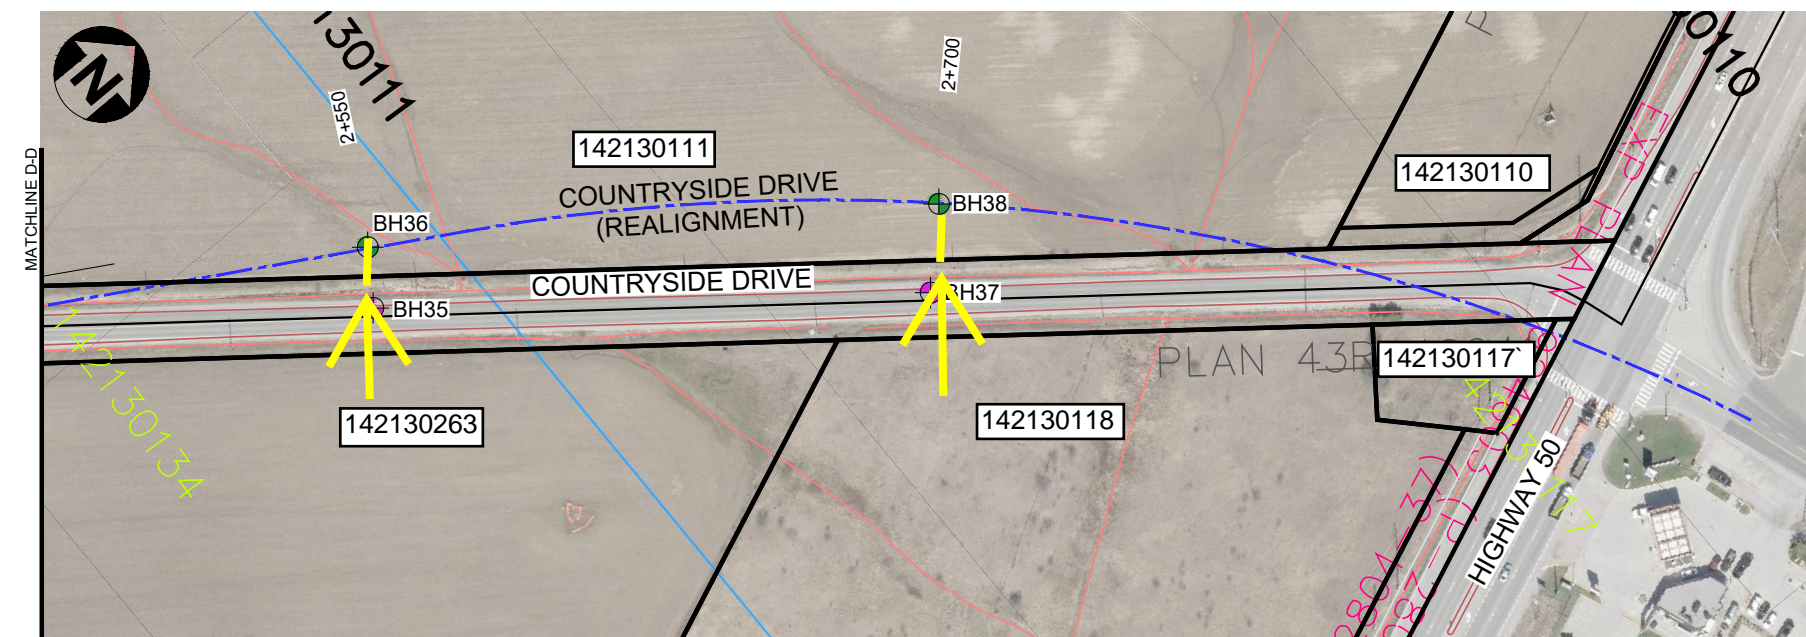 N
MATCHLINE D-D
130111
2+550
2+700
P
0110
142130111
142130110
COUNTRYSIDE DRIVE
(REALIGNMENT)
BH36
BH38
EXP PLAN
COUNTRYSIDE DRIVE
BH35
BH37
142130134
PLAN 43R
142130117`
142130263
142130118
HIGHWAY 50